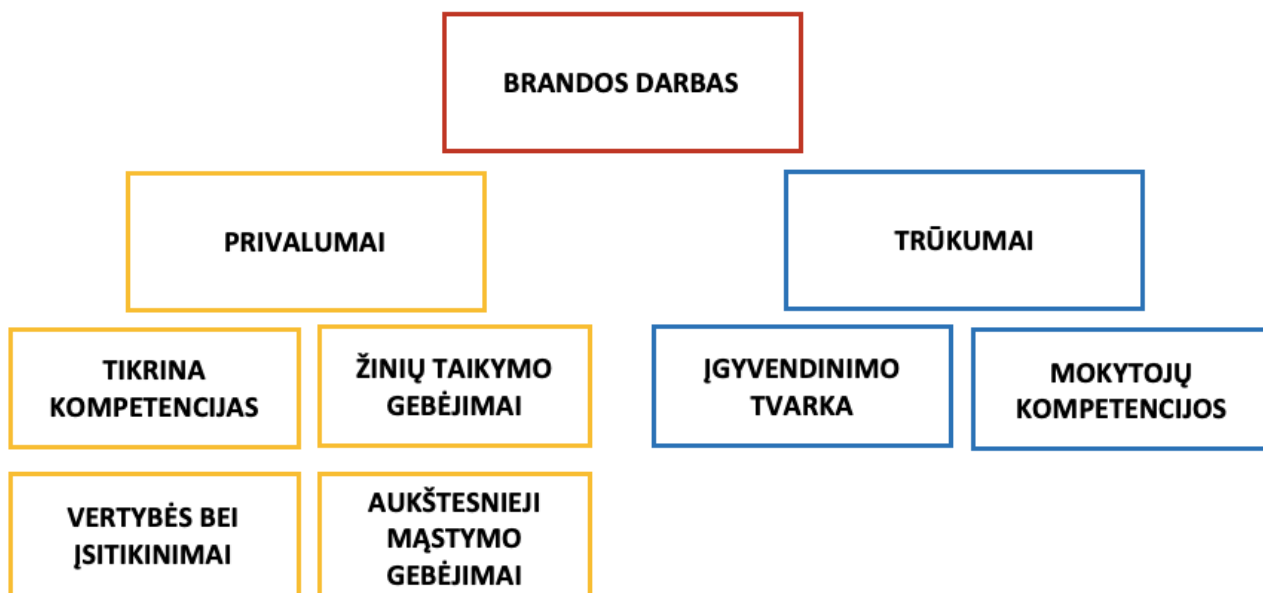 BRANDOS DARBAS
PRIVALUMAI
TRŪKUMAI
TIKRINA
KOMPETENCIJAS
ŽINIŲ TAIKYMO
GEBĖJIMAI
ĮGYVENDINIMO
TVARKA
MOKYTOJŲ
KOMPETENCIJOS
VERTYBĖS BEI
ĮSITIKINIMAI
AUKŠTESNIEJI
MĄSTYMO
GEBĖJIMAI